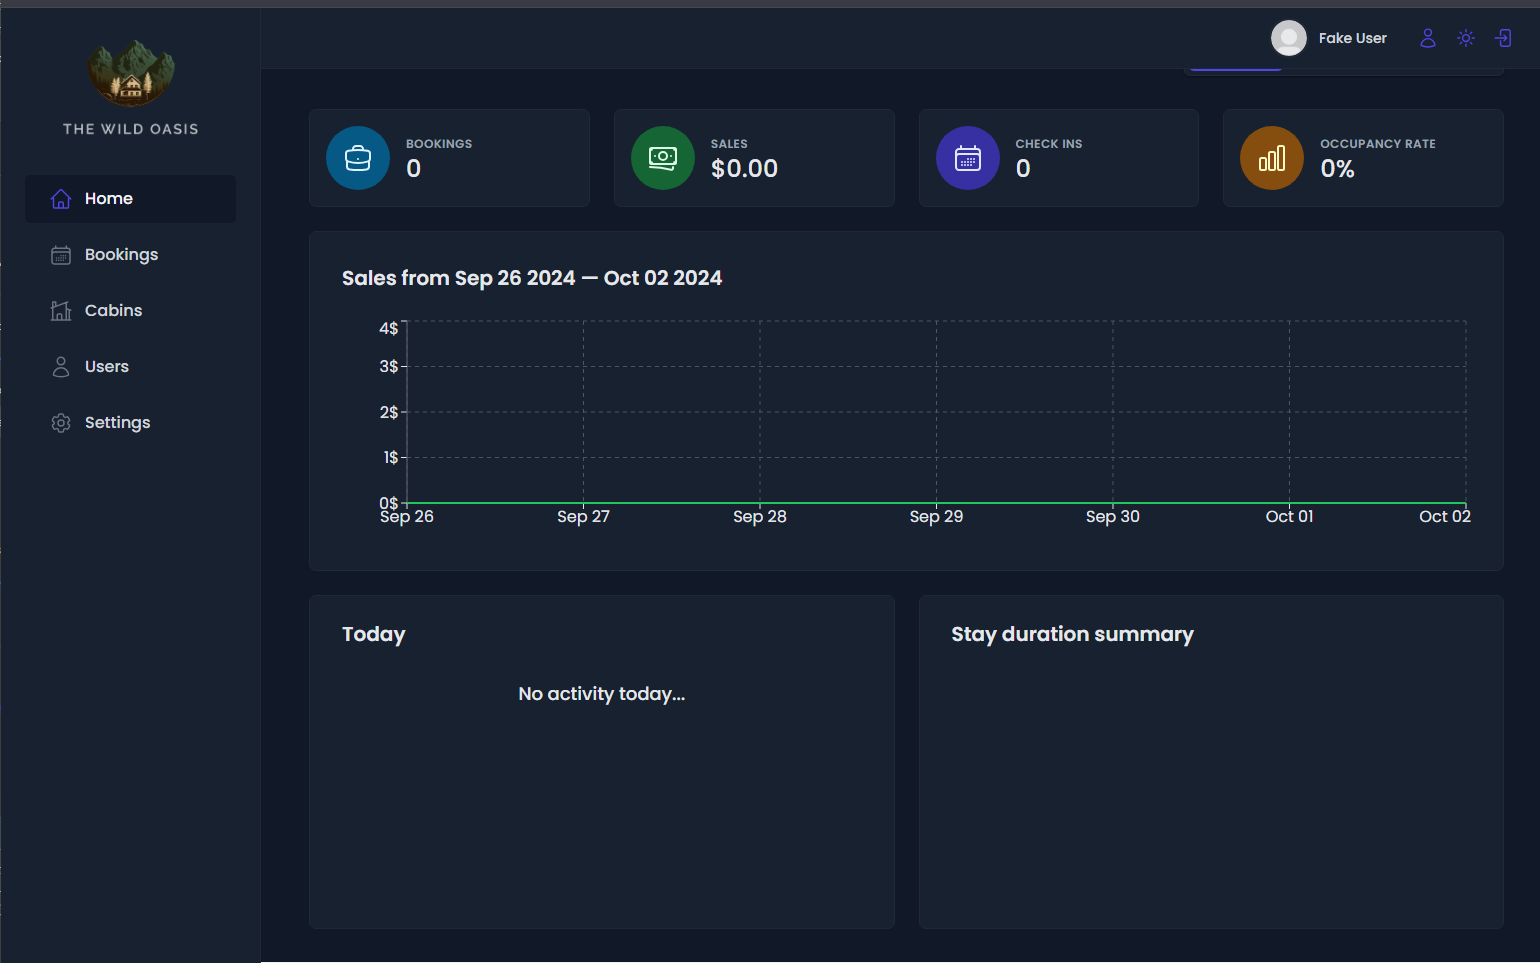 Fake User
THE WILD OASIS
Home
Bookings
Cabins
Users
Settings
BOOKINGS
0
SALES
$0.00
CHECK INS
0
OCCUPANCY RATE
0%
Sales from Sep 26 2024 — Oct 02 2024
4$
3$
2$
1$
0$
Sep 26 Sep 27 Sep 28 Sep 29 Sep 30 Oct 01 Oct 02
Today
No activity today...
Stay duration summary